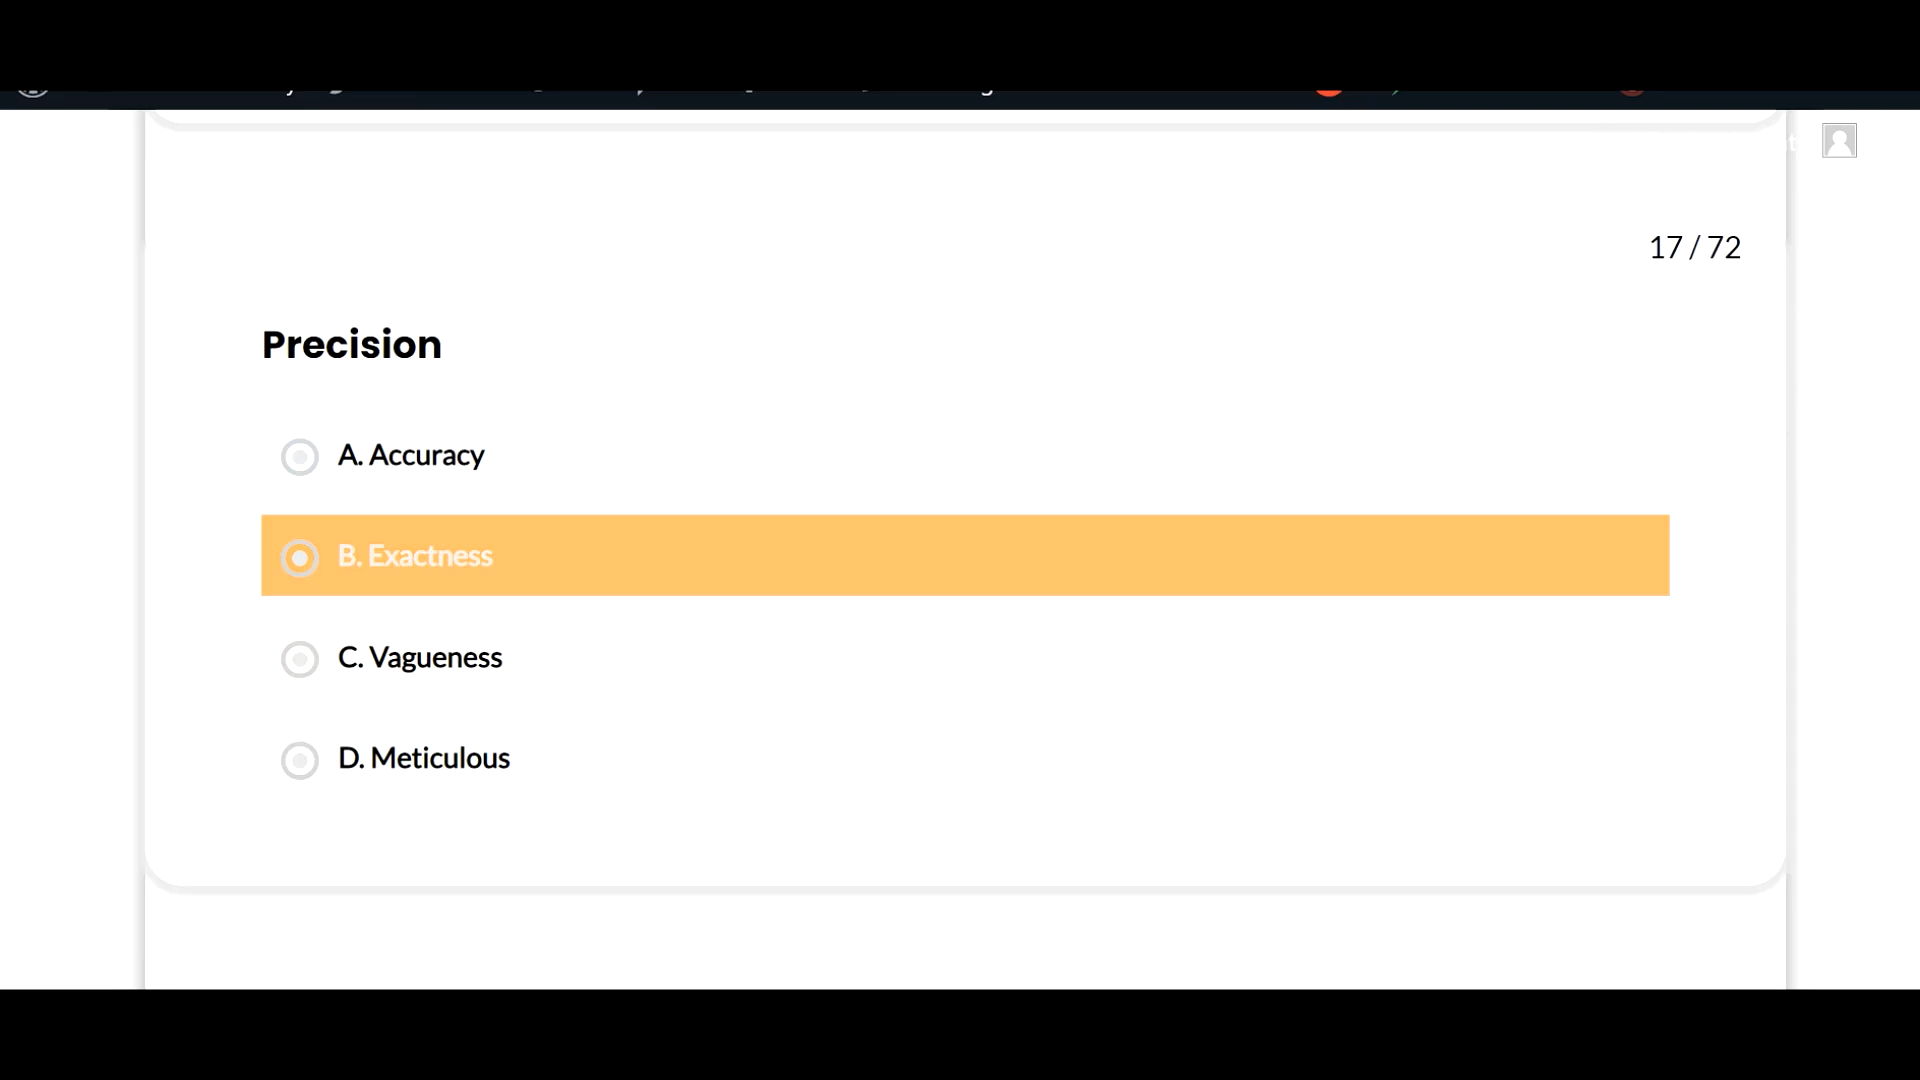 17 / 72
Precision
A. Accuracy
B. Exactness
C. Vagueness
D. Meticulous